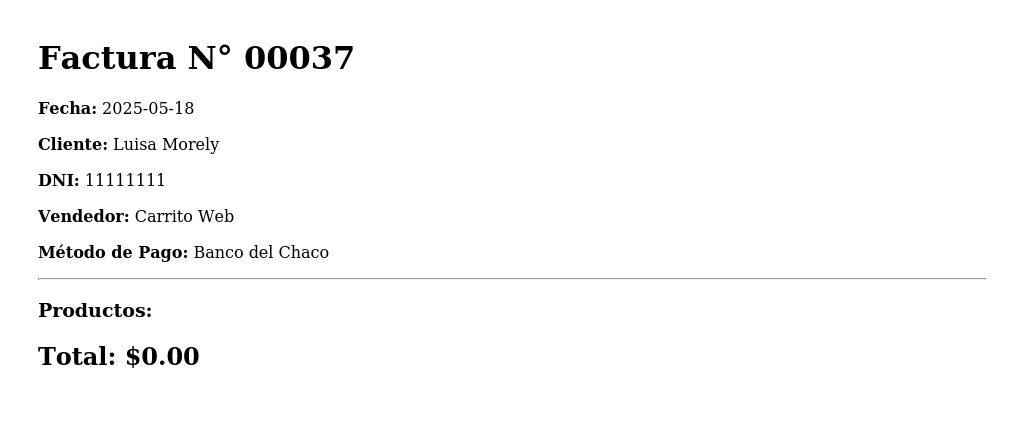 Factura N° 00037
Fecha: 2025-05-18
Cliente: Luisa Morely
DNI: 11111111
Vendedor: Carrito Web
Método de Pago: Banco del Chaco
Productos:
Total: $0.00